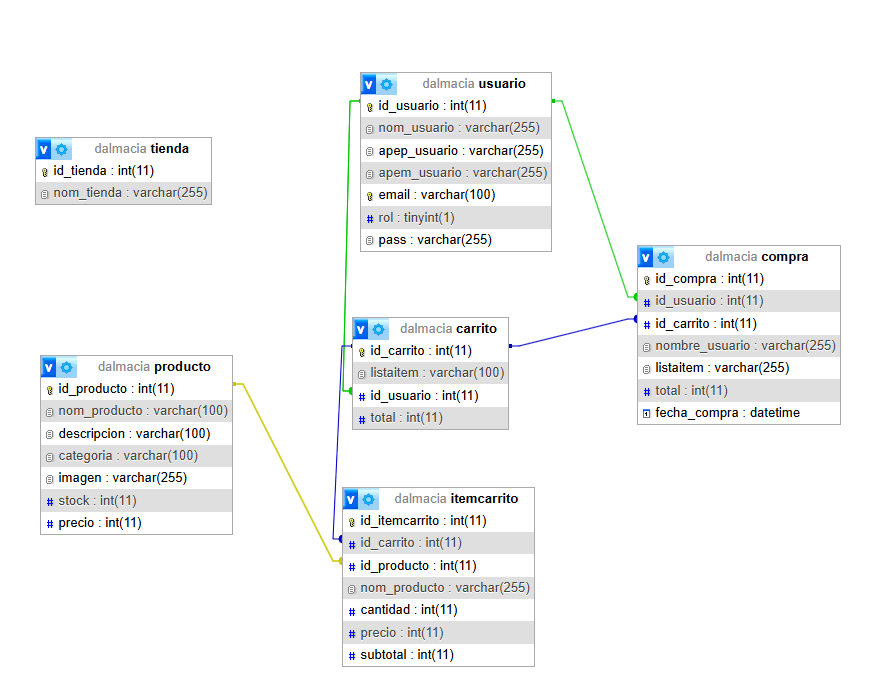 dalmacia usuario
id_usuario : int(11)
nom_usuario : varchar(255)
apep_usuario : varchar(255)
apem_usuario : varchar(255)
email : varchar(100)
rol : tinyint(1)
pass : varchar(255)
dalmacia tienda
id_tienda : int(11)
nom_tienda : varchar(255)
dalmacia compra
id_compra : int(11)
id_usuario : int(11)
id_carrito : int(11)
nombre_usuario : varchar(255)
listaitem : varchar(255)
total : int(11)
fecha_compra : datetime
dalmacia carrito
id_carrito : int(11)
listaitem : varchar(100)
id_usuario : int(11)
total : int(11)
dalmacia producto
id_producto : int(11)
nom_producto : varchar(100)
descripcion : varchar(100)
categoria : varchar(100)
imagen : varchar(255)
stock : int(11)
precio : int(11)
dalmacia itemcarrito
id_itemcarrito : int(11)
id_carrito : int(11)
id_producto : int(11)
nom_producto : varchar(255)
cantidad : int(11)
precio : int(11)
subtotal : int(11)